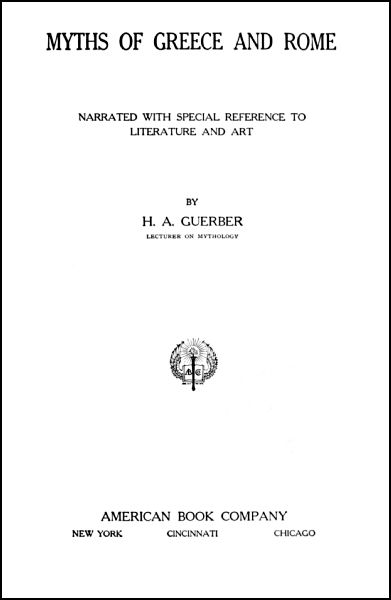 MYTHS OF GREECE AND ROME
NARRATED WITH SPECIAL REFERENCE TO
LITERATURE AND ART
BY
H. A. GUERBER
LECTURER ON MYTHOLOGY
ABC
AMERICAN BOOK COMPANY
NEW YORK CINCINNATI CHICAGO